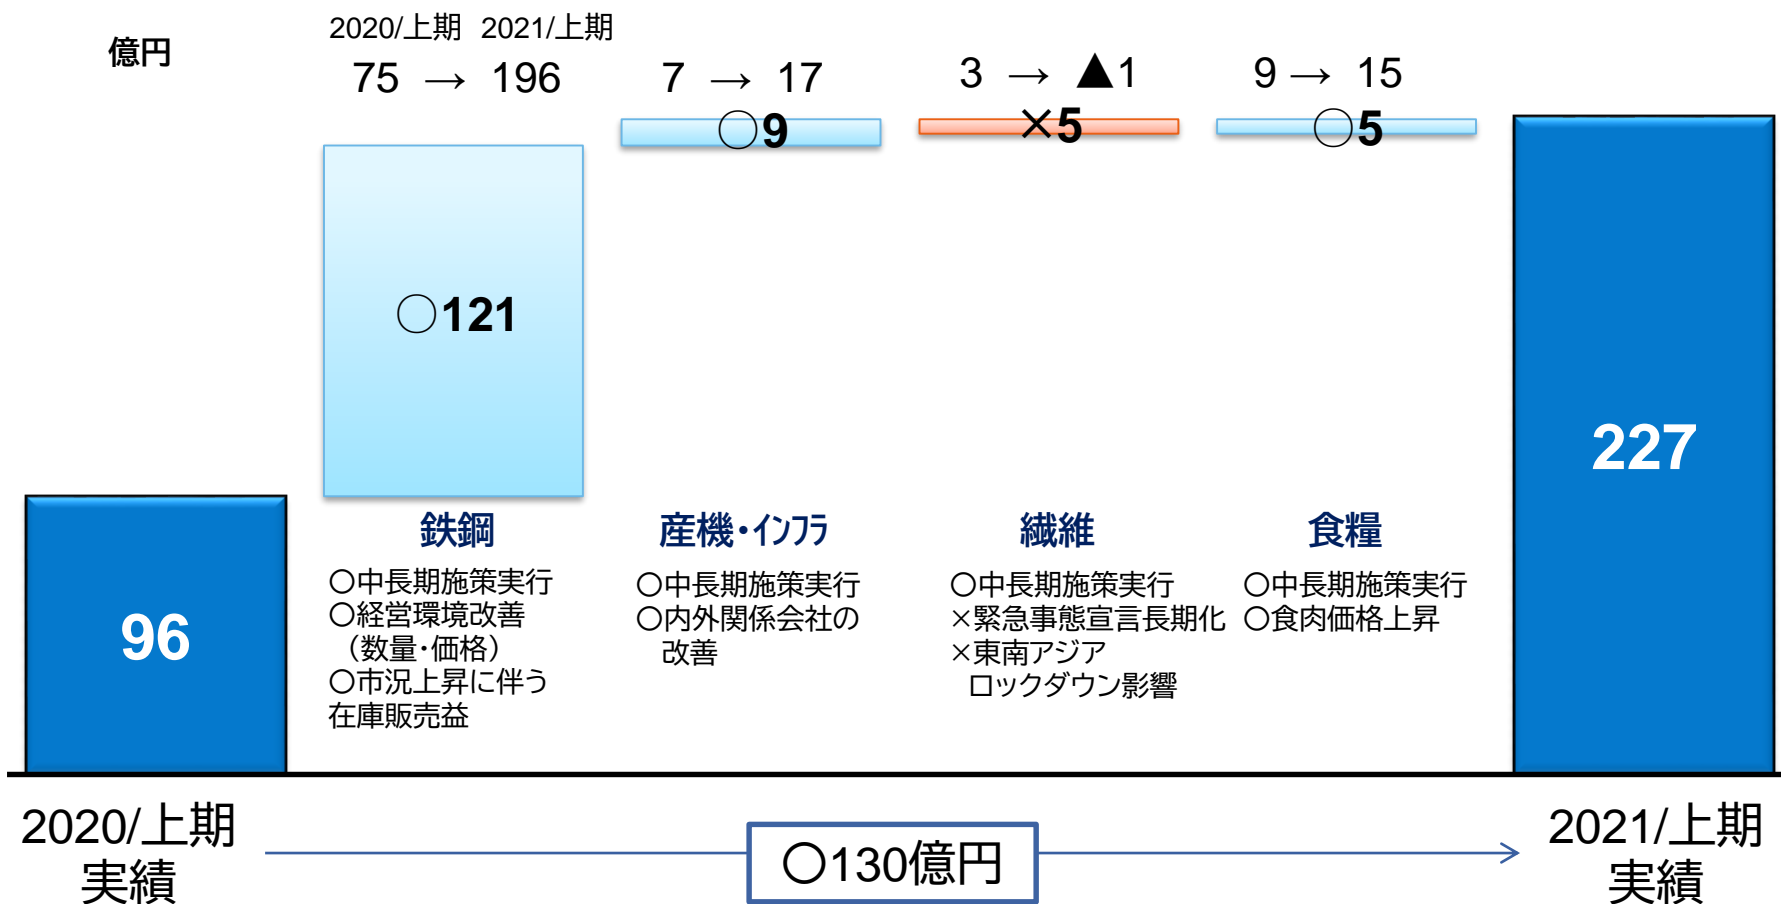 億円
2020/上期 2021/上期
75 → 196
7 → 17
3 → ▲1
9 → 15
○121
○9
×5
○5
96
227
鉄鋼
○中長期施策実行
○経営環境改善
（数量・価格）
○市況上昇に伴う
在庫販売益
産機・インフラ
○中長期施策実行
○内外関係会社の
改善
繊維
○中長期施策実行
×緊急事態宣言長期化
×東南アジア
ロックダウン影響
食糧
○中長期施策実行
○食肉価格上昇
2020/上期
実績
○130億円
2021/上期
実績